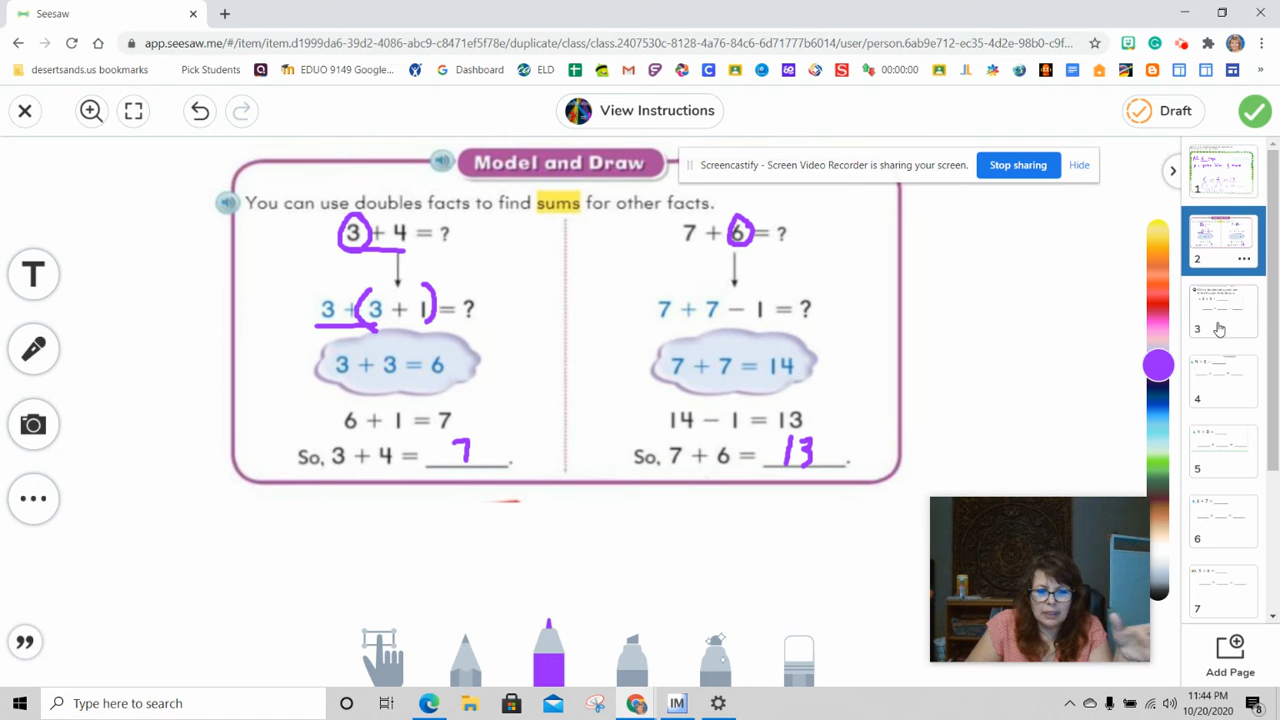 Seesaw
app.seesaw.me/#/item/item.d1999da6-39d2-4086-abc9-c8471ef7678e/duplicate/class/class.2407530c-8128-4a76-84c6-6d71777b6014/user/person.6ab9e712-ec35-4d2e-98b0-c9f...
desertsands.us bookmarks Pick Students EDUO 9149 Google... Dashboard ELD 00:00:00
View Instructions
Draft
Screencastify - Screen Video Recorder is sharing your screen. Stop sharing Hide
Model and Draw
You can use doubles facts to find sums for other facts.
3 + 4 = ?
3 + (3 + 1) = ?
3 + 3 = 6
6 + 1 = 7
So, 3 + 4 = 7.
7 + 6 = ?
7 + 7 − 1 = ?
7 + 7 = 14
14 − 1 = 13
So, 7 + 6 = 13.
T
1
2
3
4
5
6
7
Add Page
Type here to search
IM
11:44 PM
10/20/2020
8